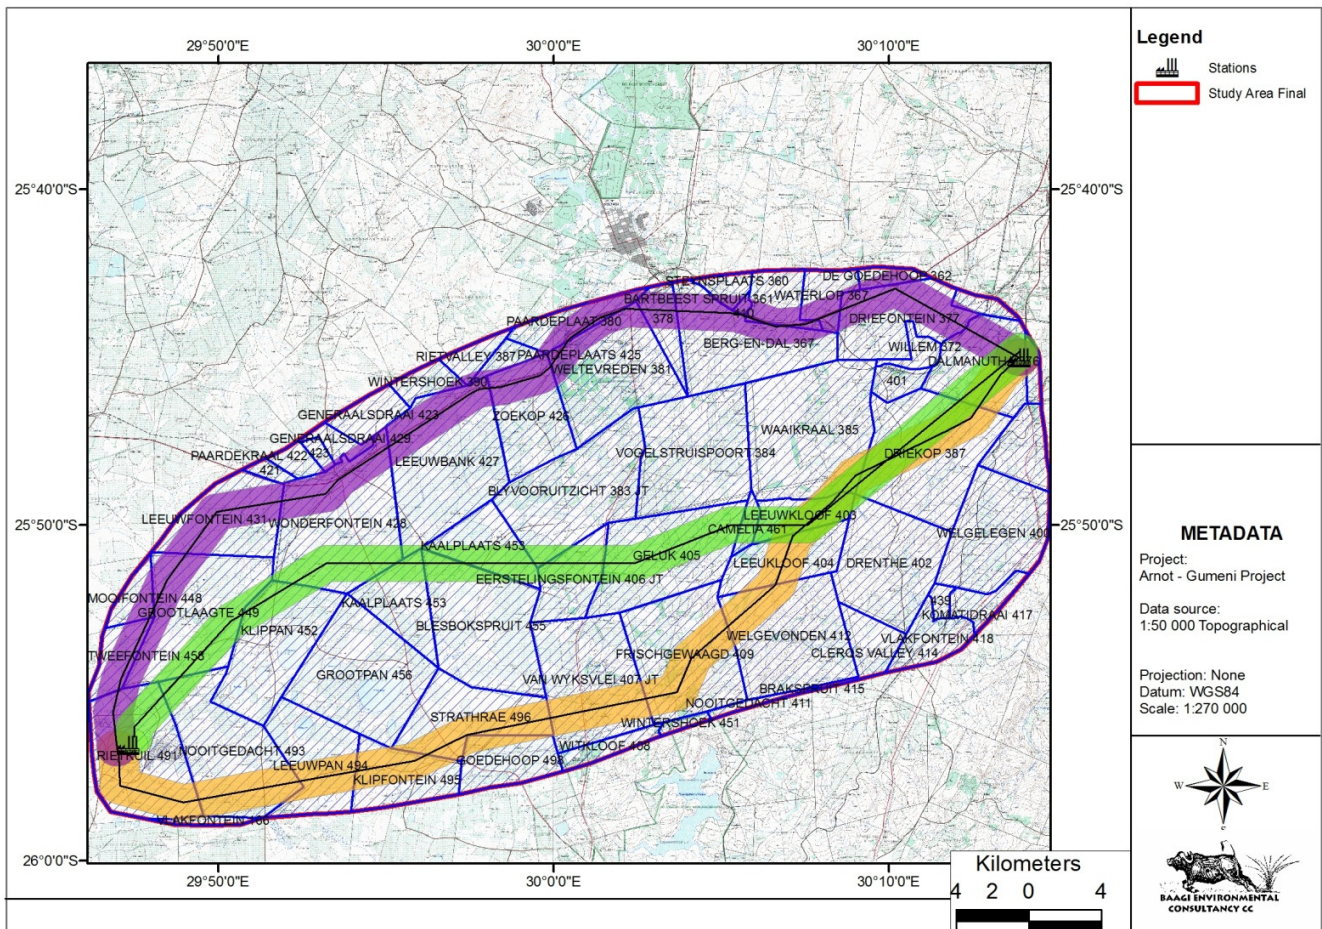 29°50'0"E
30°0'0"E
30°10'0"E
25°40'0"S
25°40'0"S
STEYNSPLAATS 360
DE GOEDEHOOP 362
BARTBEEST SPRUIT 361
WATERLOP 367
378
410
PAARDEPLAAT 380
DRIEFONTEIN 377
BERG-EN-DAL 367
WILLEM 372
RIETVALLEY 387
PAARDEPLAATS 425
DALMANUTHA 376
WELTEVREDEN 381
WINTERSHOEK 390
401
GENERAALSDRAAI 423
ZOEKOP 426
WAAIKRAAL 385
GENERAALSDRAAI 429
423
PAARDEKRAAL 422
421
LEEUWBANK 427
VOGELSTRUISPOORT 384
DRIEKOP 387
BLYVOORUITZICHT 383 JT
LEEUWFONTEIN 431
WONDERFONTEIN 428
LEEUWKLOOF 403
CAMELIA 461
25°50'0"S
25°50'0"S
WELGELEGEN 400
KAALPLAATS 453
GELUK 405
LEEUKLOOF 404
DRENTHE 402
EERSTELINGSFONTEIN 406 JT
MOOIFONTEIN 448
GROOTLAAGTE 449
KAALPLAATS 453
439
KOMATIDRAAI 417
KLIPPAN 452
BLESBOKSPRUIT 455
WELGEVONDEN 412
VLAKFONTEIN 418
TWEEFONTEIN 458
FRISCHGEWAAGD 409
CLEROS VALLEY 414
GROOTPAN 456
VAN WYKSVLEI 407 JT
BRAKSPRUIT 415
NOOITGEDACHT 411
STRATHRAE 496
WINTERSHOEK 451
RIETKUIL 491
NOOITGEDACHT 493
WITKLOOF 408
LEEUWPAN 494
GOEDEHOOP 498
KLIPFONTEIN 495
26°0'0"S
29°50'0"E
30°0'0"E
30°10'0"E
Kilometers
4 2 0 4
Legend
Stations
Study Area Final
METADATA
Project:
Arnot - Gumeni Project
Data source:
1:50 000 Topographical
Projection: None
Datum: WGS84
Scale: 1:270 000
N
W E
BAAGI ENVIRONMENTAL
CONSULTANCY CC